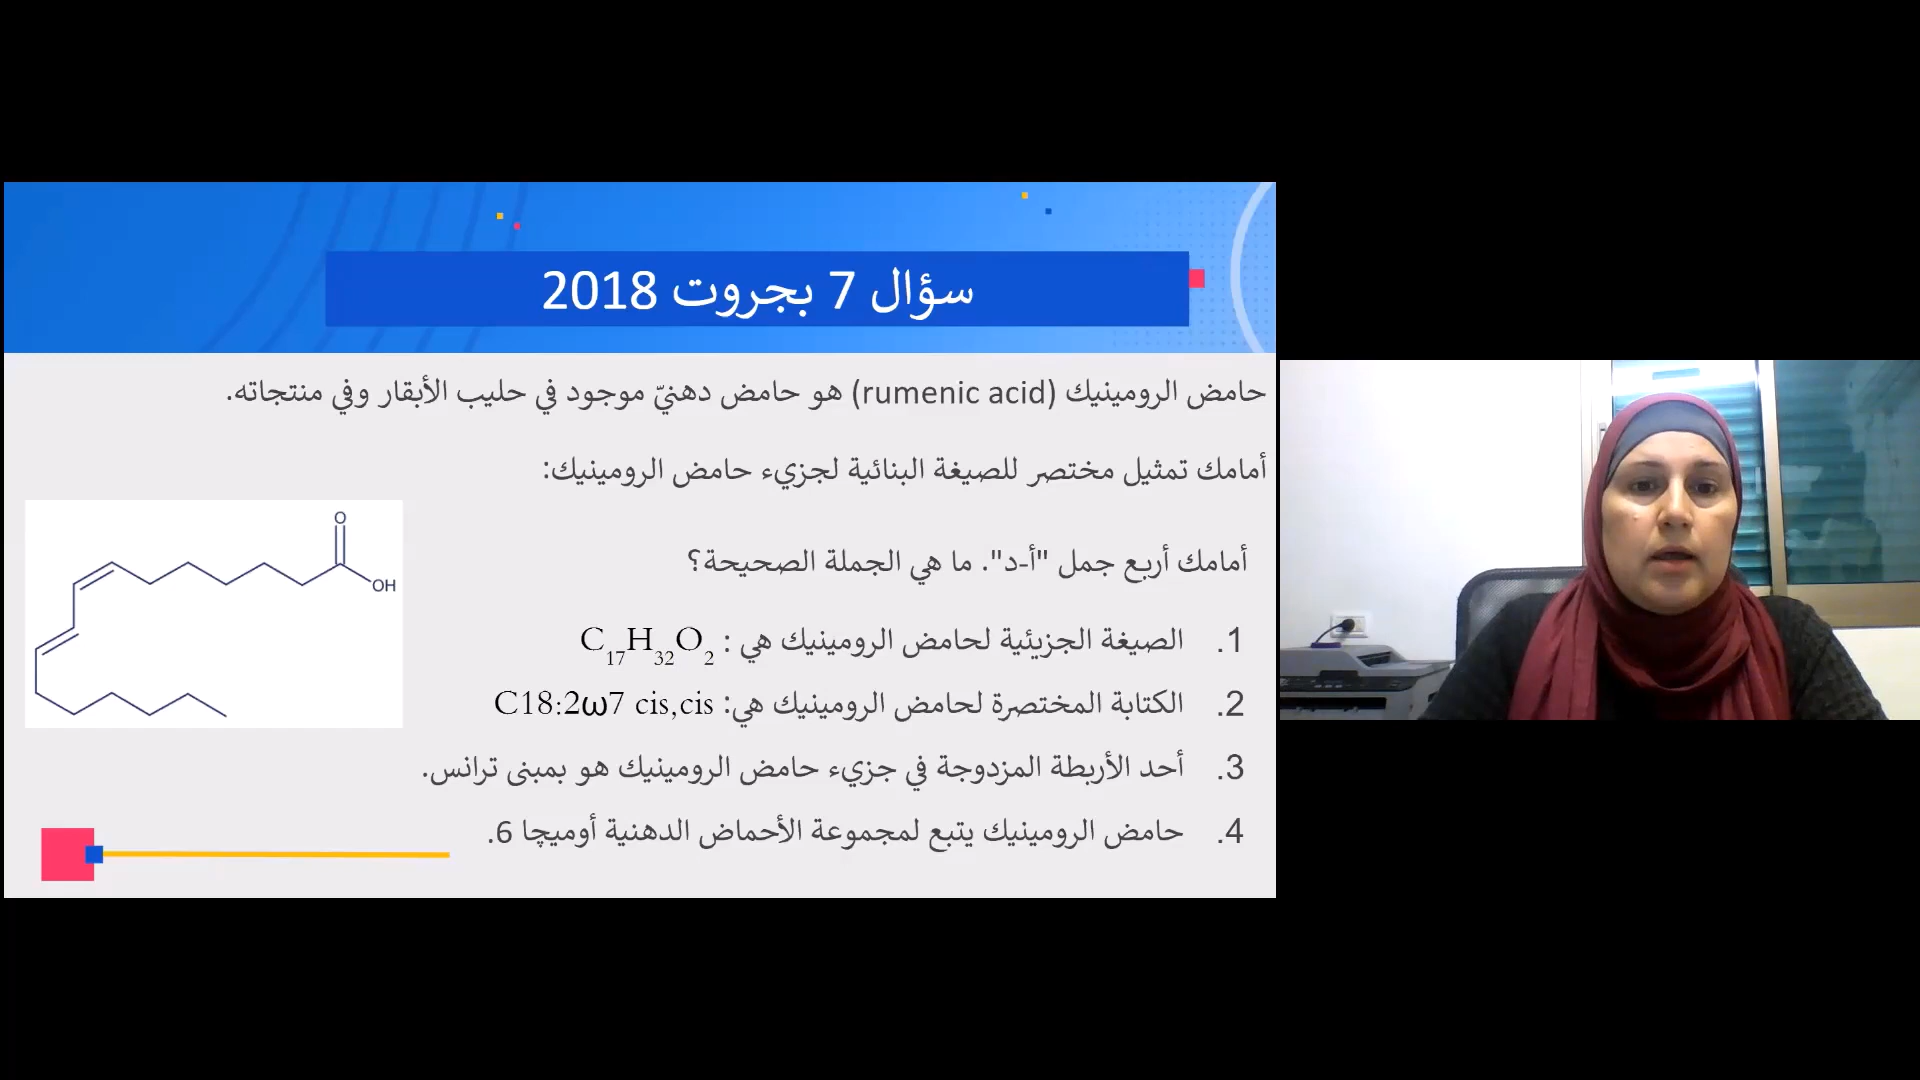 سؤال 7 بجروت 2018
حامض الرومينيك (rumenic acid) هو حامض دهنيّ موجود في حليب الأبقار وفي منتجاته.
أمامك تمثيل مختصر للصيغة البنائية لجزيء حامض الرومينيك:
O
OH
أمامك أربع جمل "أ-د". ما هي الجملة الصحيحة؟
1. الصيغة الجزيئية لحامض الرومينيك هي : C₁₇H₃₂O₂
2. الكتابة المختصرة لحامض الرومينيك هي: C18:2ω7 cis,cis
3. أحد الأربطة المزدوجة في جزيء حامض الرومينيك هو بمبنى ترانس.
4. حامض الرومينيك يتبع لمجموعة الأحماض الدهنية أوميچا 6.